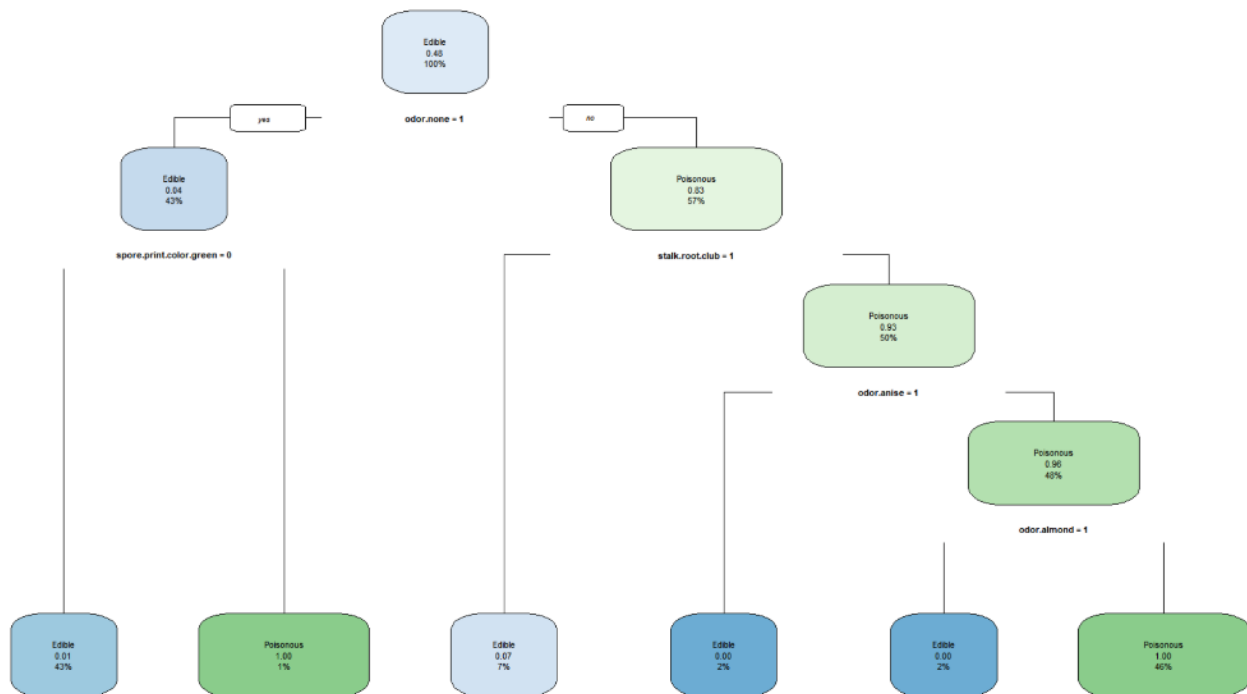 Edible
0.48
100%
yes
odor.none = 1
no
Edible
0.04
43%
Poisonous
0.83
57%
spore.print.color.green = 0
stalk.root.club = 1
Poisonous
0.93
50%
odor.anise = 1
Poisonous
0.96
48%
odor.almond = 1
Edible
0.01
43%
Poisonous
1.00
1%
Edible
0.07
7%
Edible
0.00
2%
Edible
0.00
2%
Poisonous
1.00
46%